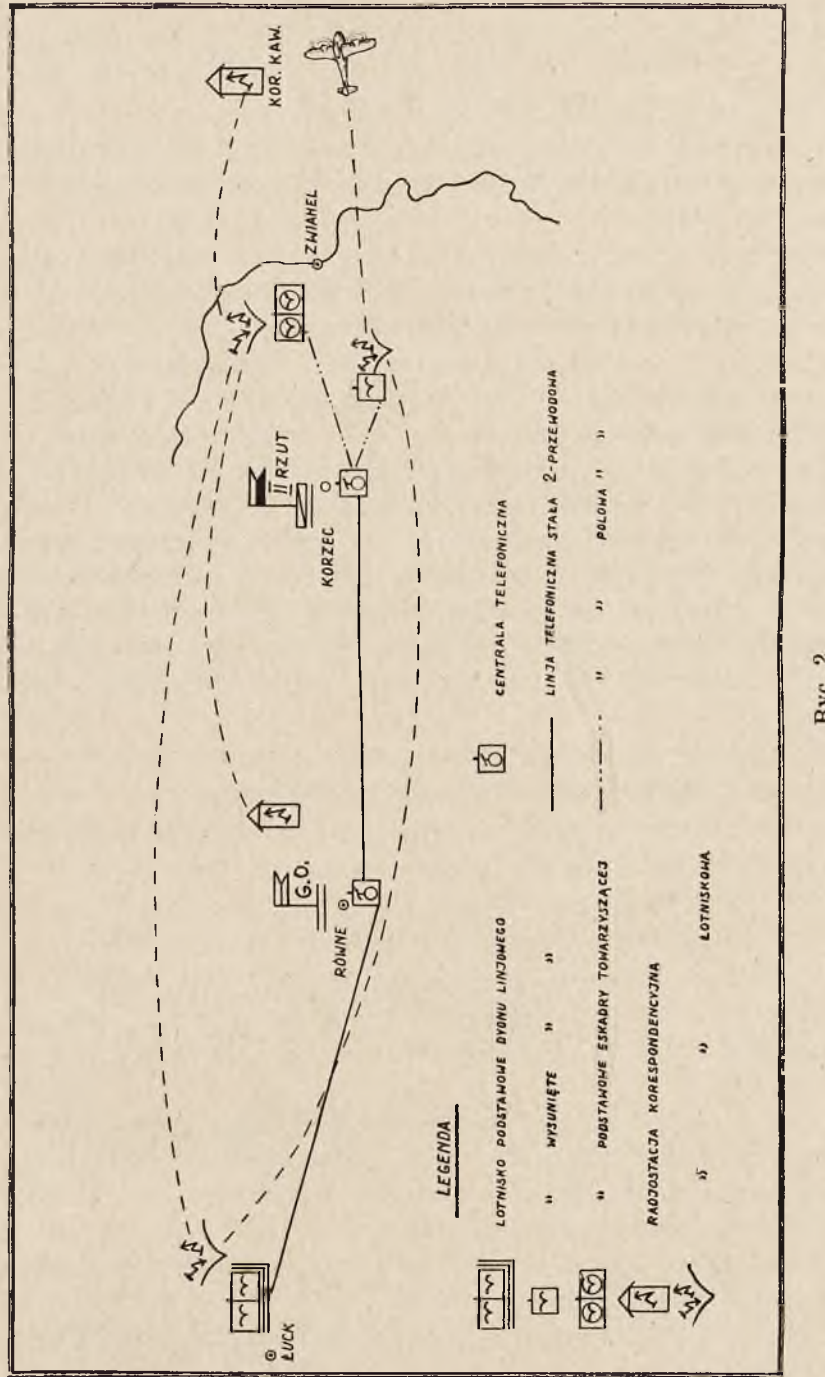 KOR. KAW.
ZWIAHEL
II RZUT
KORZEC
G.O.
RÓWNE
ŁUCK
LEGENDA
LOTNISKO PODSTAWOWE DYONU LINJOWEGO
" WYSUNIĘTE " "
" PODSTAWOWE ESKADRY TOWARZYSZĄCEJ
RADJOSTACJA KORESPONDENCYJNA
" " LOTNISKOWA
CENTRALA TELEFONICZNA
LINJA TELEFONICZNA STAŁA 2-PRZEWODOWA
" " POLOWA " "
Ryc. 2